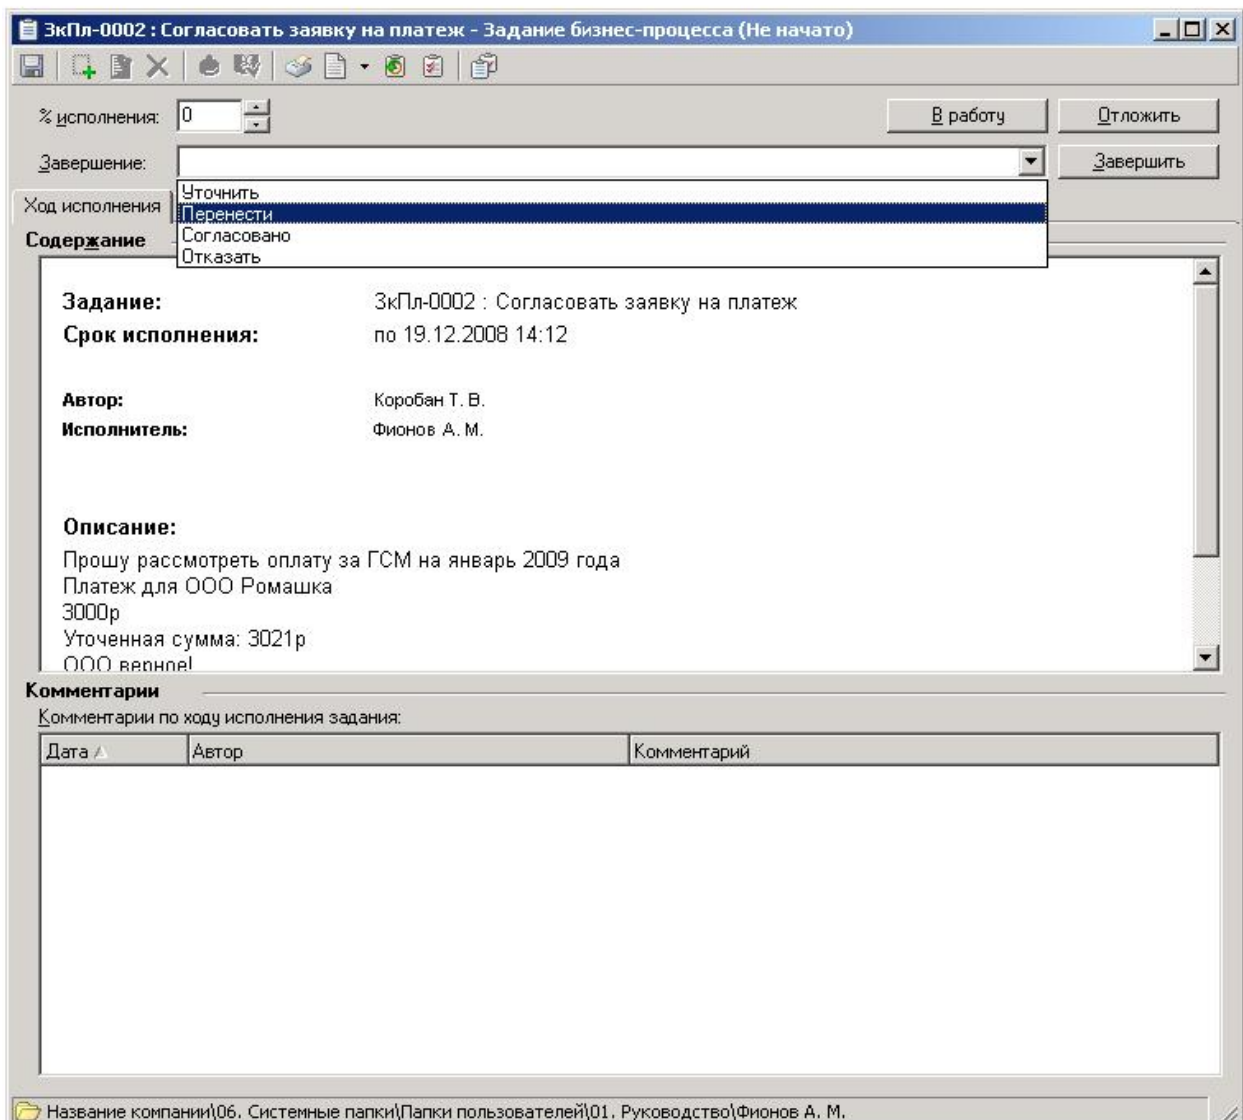 ЗкПл-0002 : Согласовать заявку на платеж - Задание бизнес-процесса (Не начато)
% исполнения: 0 В работу Отложить
Завершение: Завершить
Уточнить
Ход исполнения Перенести
Содержание Согласовано
Отказать
Задание: ЗкПл-0002 : Согласовать заявку на платеж
Срок исполнения: по 19.12.2008 14:12
Автор: Коробан Т. В.
Исполнитель: Фионов А. М.
Описание:
Прошу рассмотреть оплату за ГСМ на январь 2009 года
Платеж для ООО Ромашка
3000р
Уточенная сумма: 3021р
ООО верное!
Комментарии
Комментарии по ходу исполнения задания:
Дата Автор Комментарий
Название компании\06. Системные папки\Папки пользователей\01. Руководство\Фионов А. М.